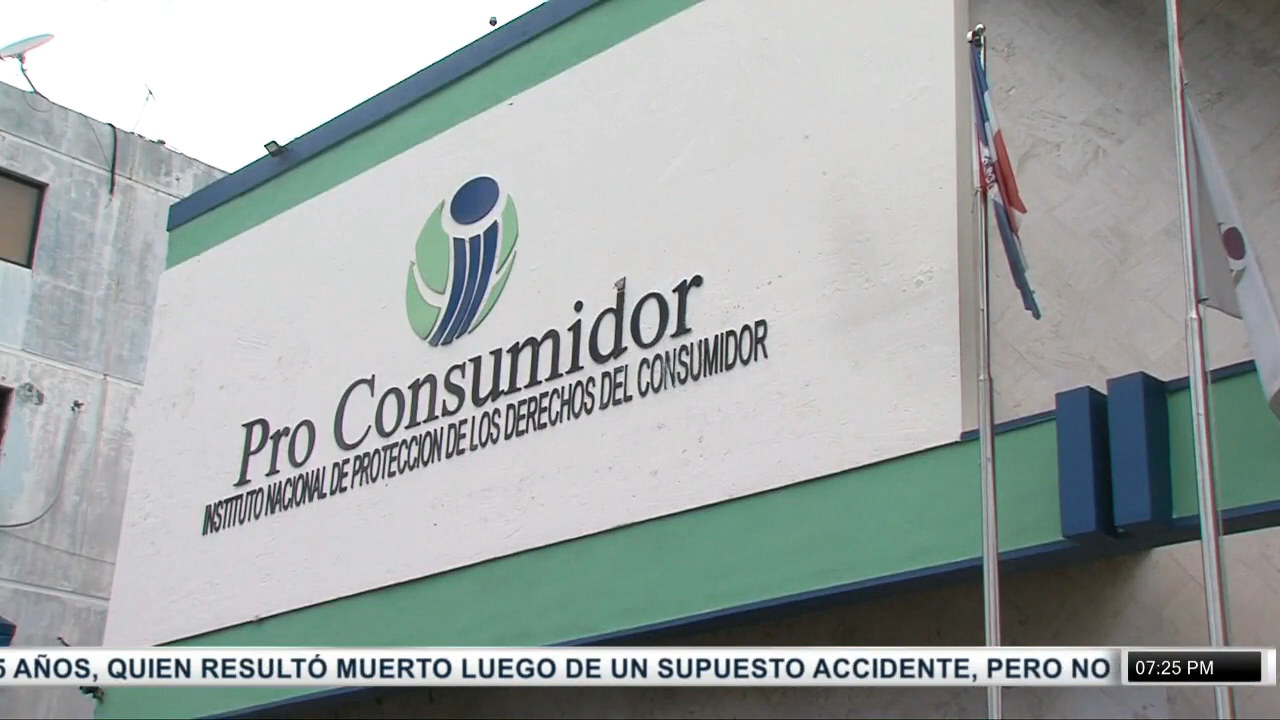 Pro Consumidor
INSTITUTO NACIONAL DE PROTECCION DE LOS DERECHOS DEL CONSUMIDOR
5 AÑOS, QUIEN RESULTÓ MUERTO LUEGO DE UN SUPUESTO ACCIDENTE, PERO NO
07:25 PM